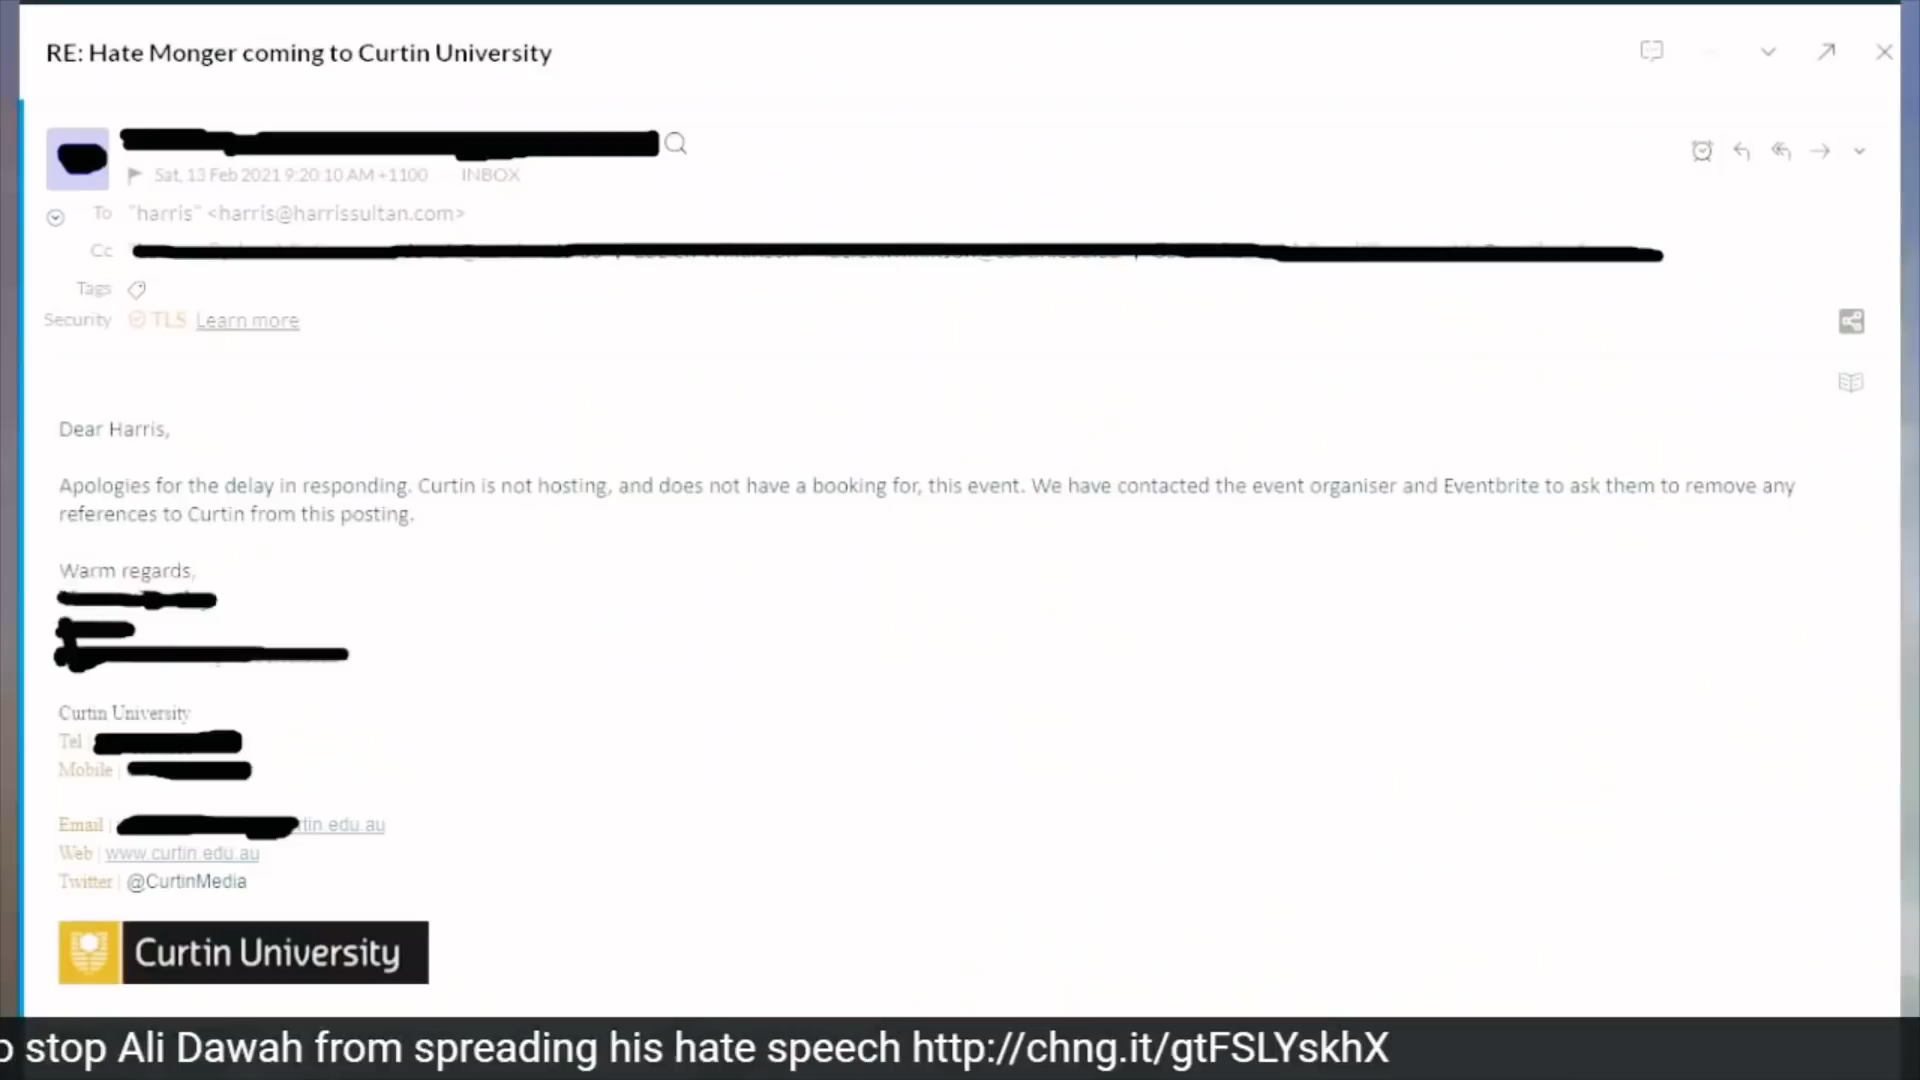 RE: Hate Monger coming to Curtin University
Sat, 13 Feb 2021 9:20:10 AM +1100 INBOX
To "harris" <harris@harrissultan.com>
Cc
Tags
Security TLS Learn more
Dear Harris,
Apologies for the delay in responding. Curtin is not hosting, and does not have a booking for, this event. We have contacted the event organiser and Eventbrite to ask them to remove any
references to Curtin from this posting.
Warm regards,
Curtin University
Tel |
Mobile |
Email | rtin.edu.au
Web | www.curtin.edu.au
Twitter | @CurtinMedia
Curtin University
o stop Ali Dawah from spreading his hate speech http://chng.it/gtFSLYskhX